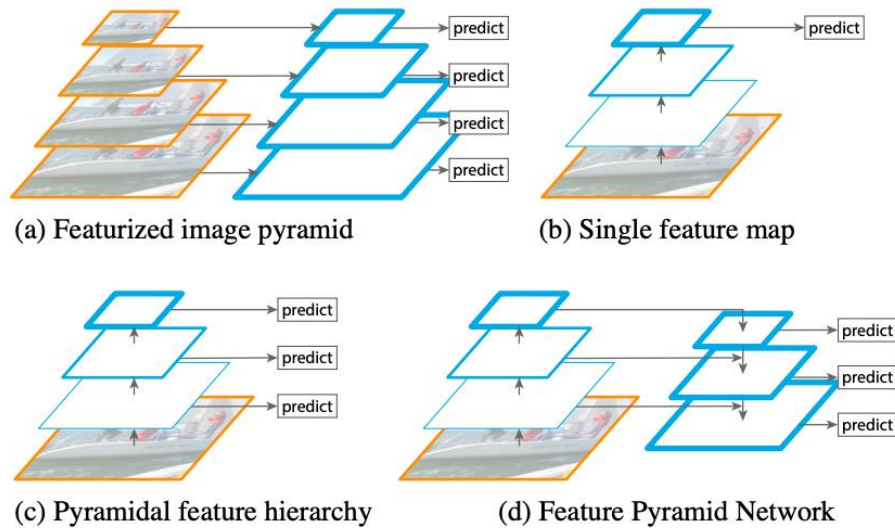 predict
predict
predict
predict
predict
(a) Featurized image pyramid
(b) Single feature map
predict
predict
predict
predict
predict
predict
(c) Pyramidal feature hierarchy
(d) Feature Pyramid Network